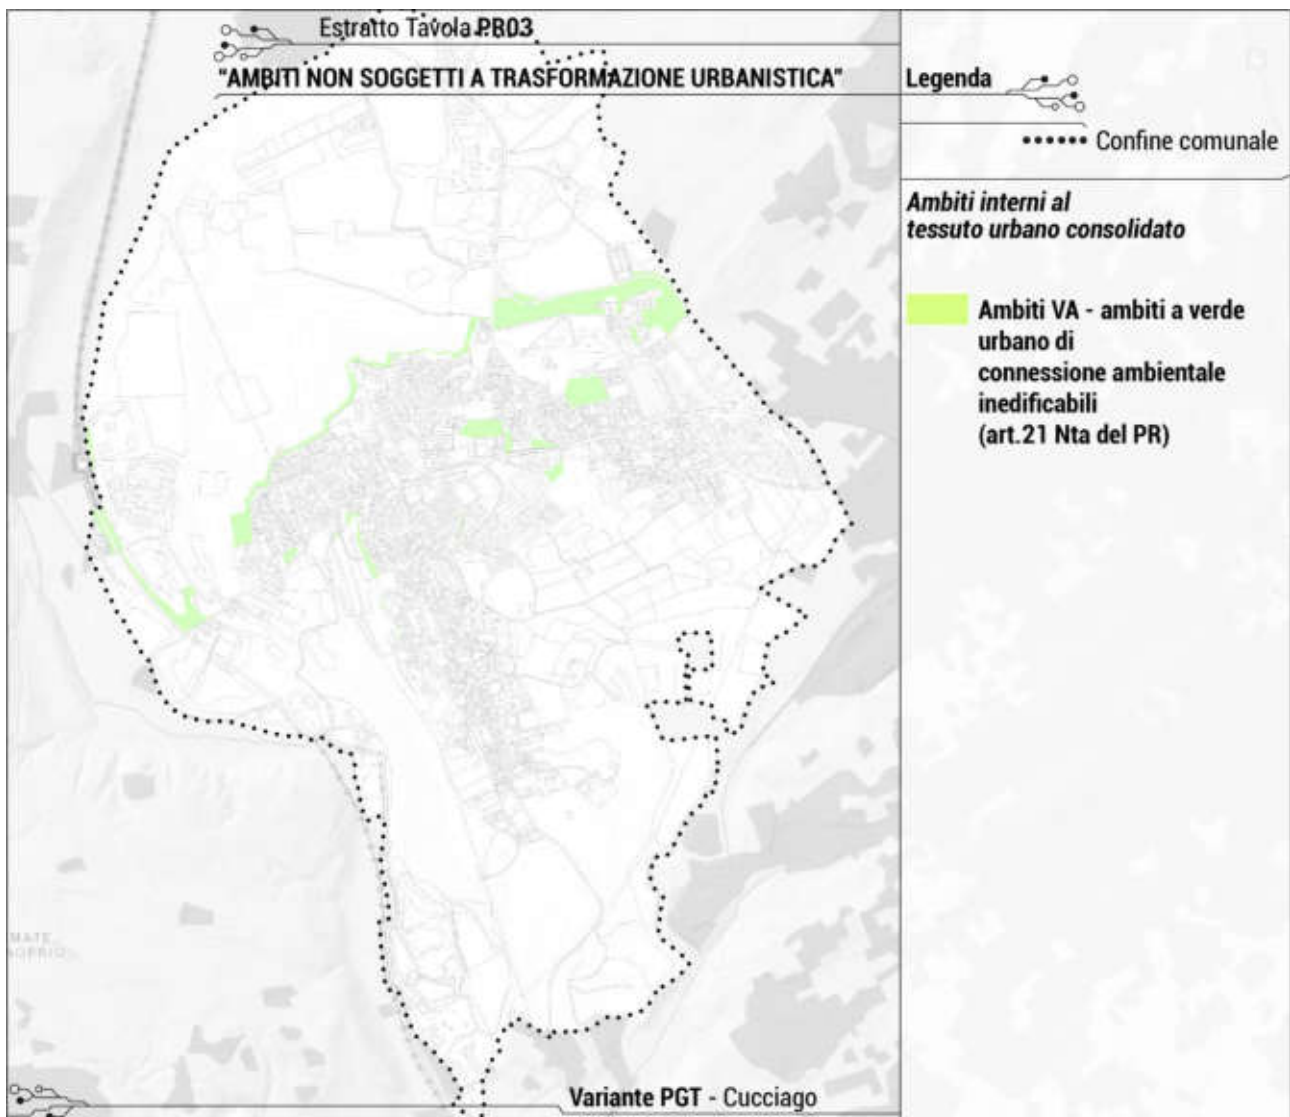 Estratto Tavola PR03
"AMBITI NON SOGGETTI A TRASFORMAZIONE URBANISTICA"
Legenda
Confine comunale
Ambiti interni al
tessuto urbano consolidato
Ambiti VA - ambiti a verde
urbano di
connessione ambientale
inedificabili
(art.21 Nta del PR)
Variante PGT - Cucciago